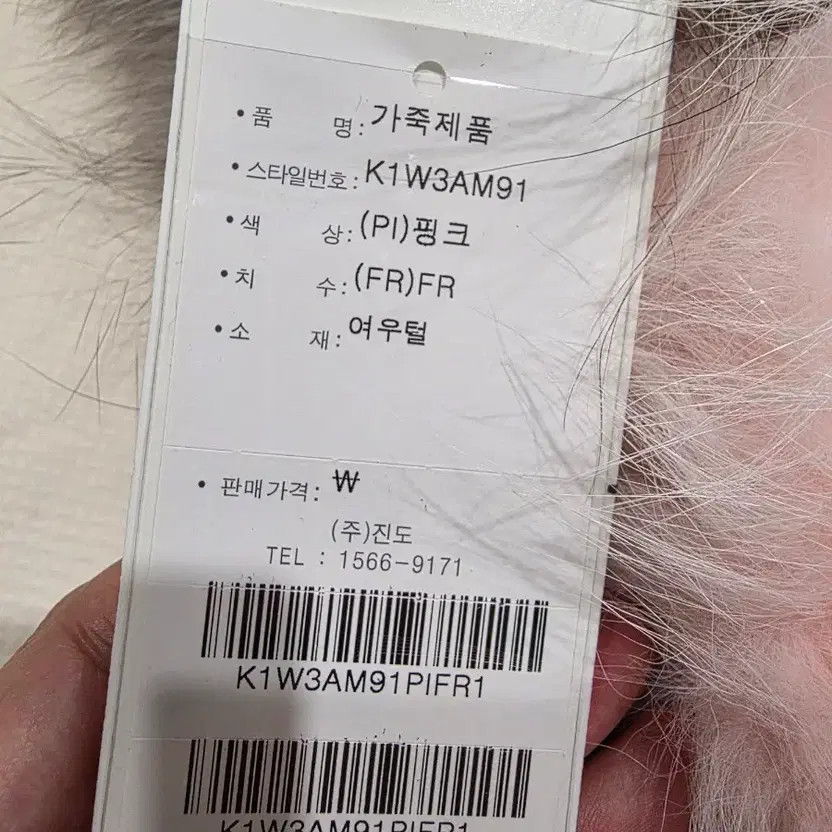 • 품 명: 가죽제품
• 스타일번호: K1W3AM91
• 색 상: (PI)핑크
• 치 수: (FR)FR
• 소 재: 여우털
• 판매가격: ₩
(주)진도
TEL : 1566-9171
K1W3AM91PIFR1
K1W3AM91PIFR1